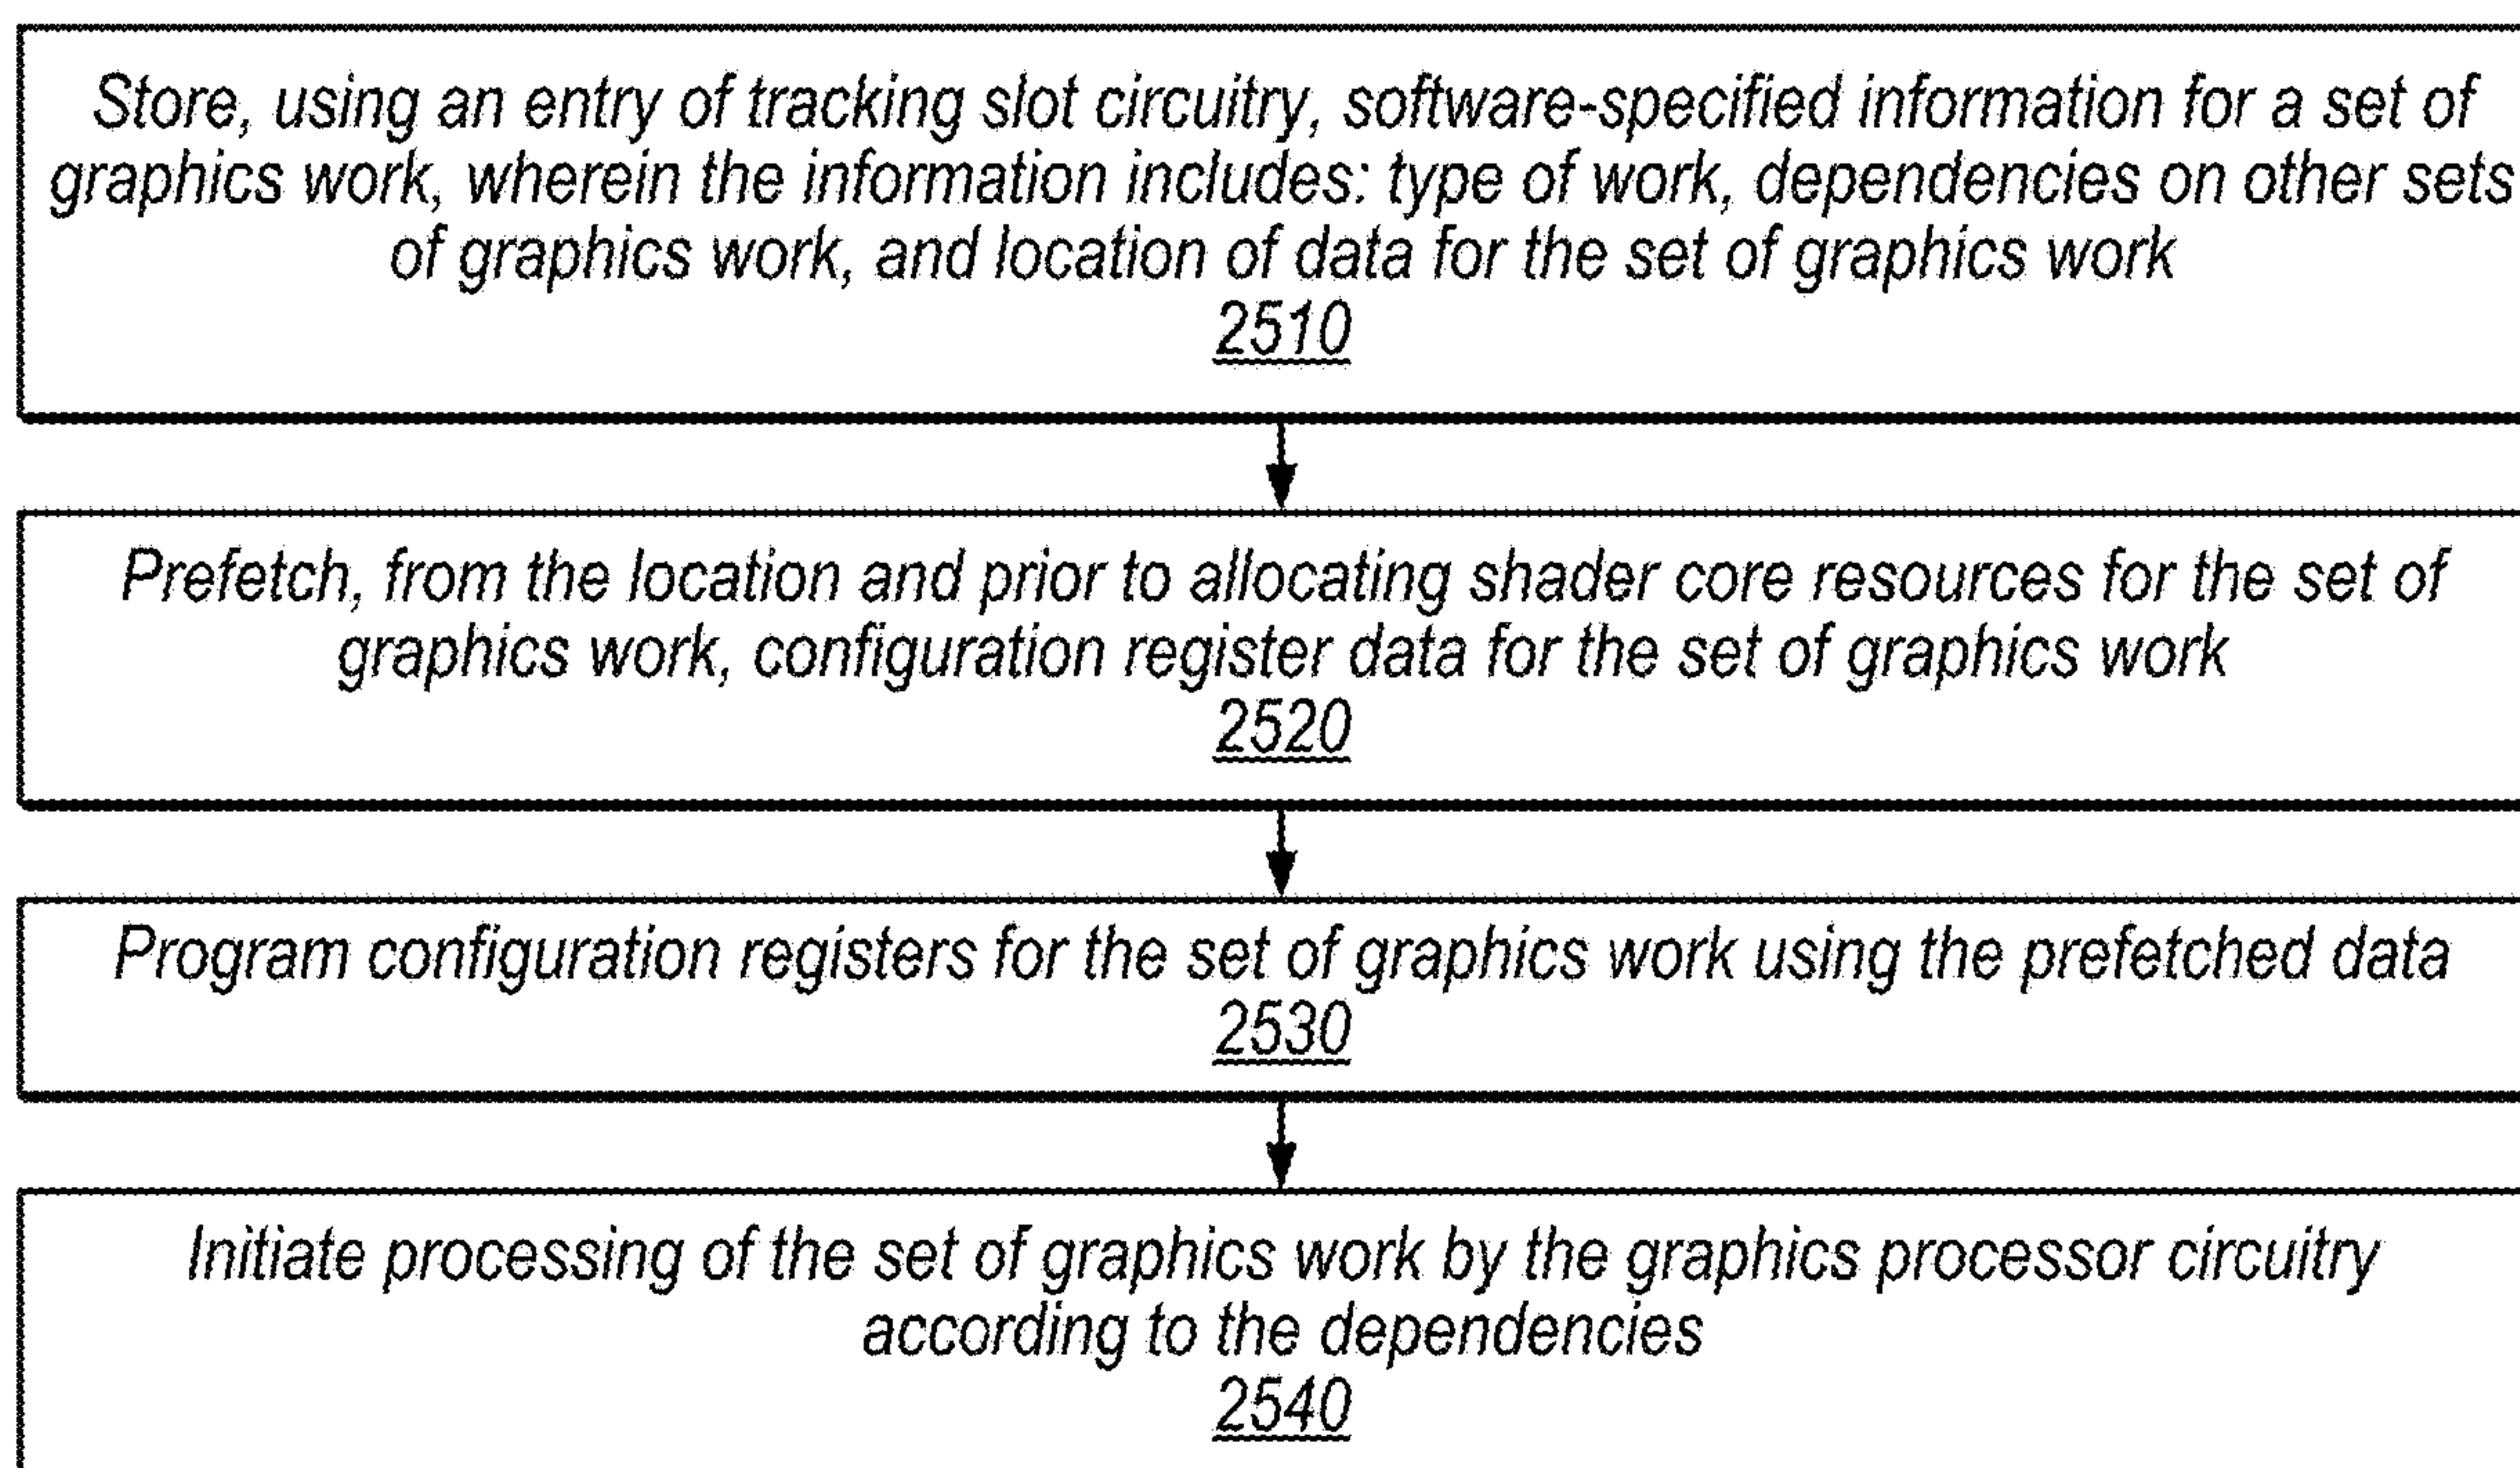 Store, using an entry of tracking slot circuitry, software-specified information for a set of
graphics work, wherein the information includes: type of work, dependencies on other sets
of graphics work, and location of data for the set of graphics work
2510
Prefetch, from the location and prior to allocating shader core resources for the set of
graphics work, configuration register data for the set of graphics work
2520
Program configuration registers for the set of graphics work using the prefetched data
2530
Initiate processing of the set of graphics work by the graphics processor circuitry
according to the dependencies
2540